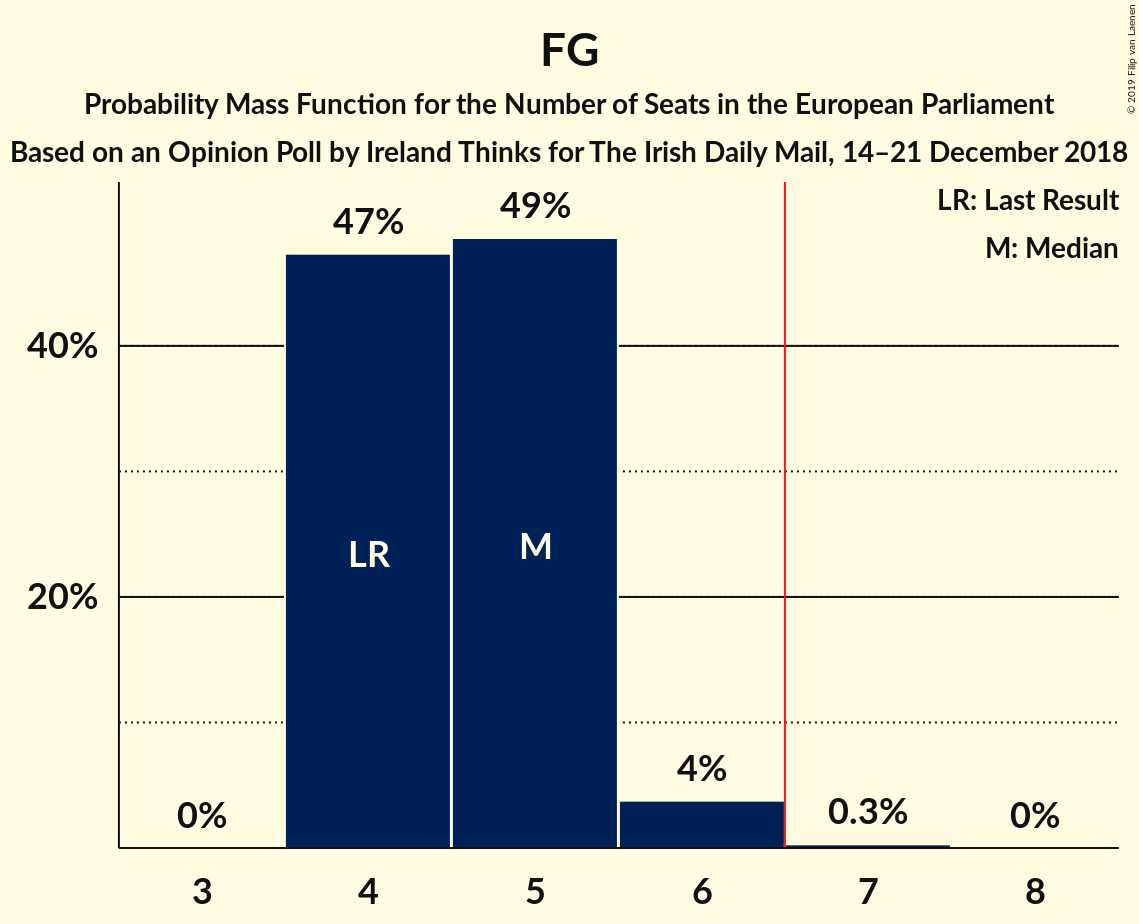 FG
Probability Mass Function for the Number of Seats in the European Parliament
Based on an Opinion Poll by Ireland Thinks for The Irish Daily Mail, 14–21 December 2018
© 2019 Filip van Laenen
LR: Last Result
M: Median
47%
49%
40%
LR
M
20%
0%
4%
0.3%
0%
3
4
5
6
7
8